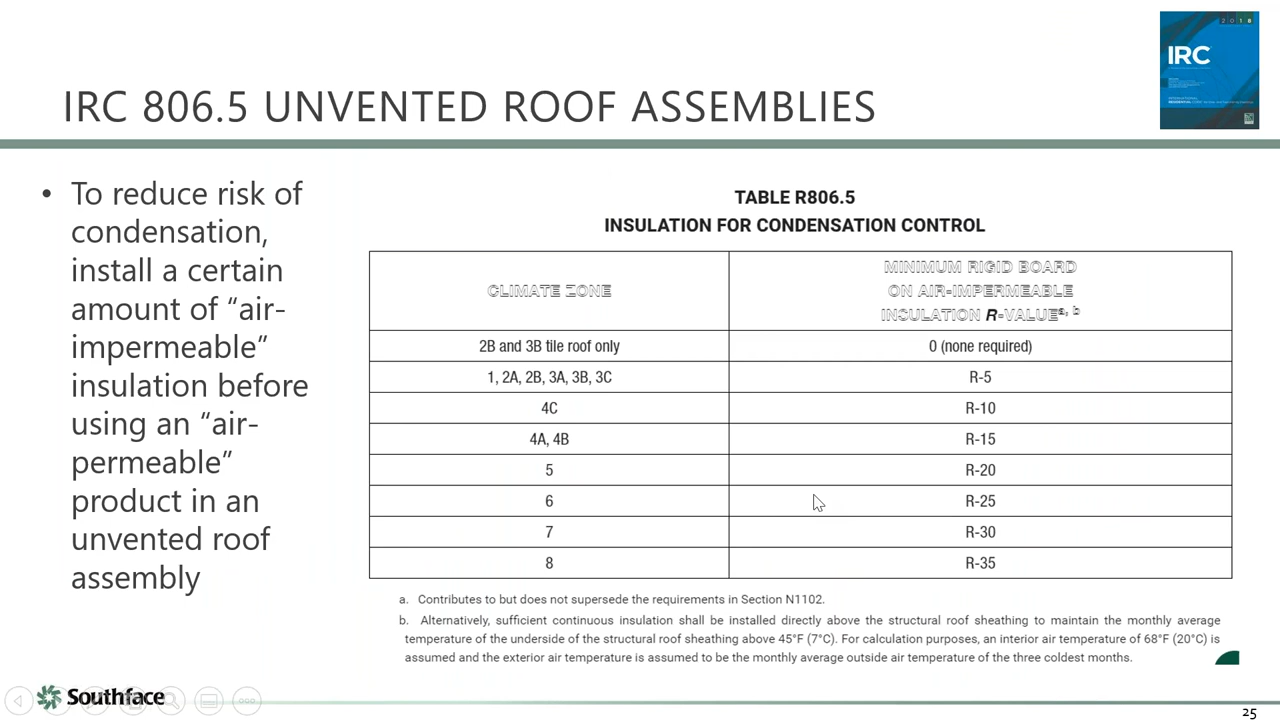 2018
IRC
IRC 806.5 UNVENTED ROOF ASSEMBLIES
• To reduce risk of
condensation,
install a certain
amount of “air-
impermeable”
insulation before
using an “air-
permeable”
product in an
unvented roof
assembly
TABLE R806.5
INSULATION FOR CONDENSATION CONTROL
CLIMATE ZONE
MINIMUM RIGID BOARD
ON AIR-IMPERMEABLE
INSULATION R-VALUEa, b
2B and 3B tile roof only 0 (none required)
1, 2A, 2B, 3A, 3B, 3C R-5
4C R-10
4A, 4B R-15
5 R-20
6 R-25
7 R-30
8 R-35
a. Contributes to but does not supersede the requirements in Section N1102.
b. Alternatively, sufficient continuous insulation shall be installed directly above the structural roof sheathing to maintain the monthly average
temperature of the underside of the structural roof sheathing above 45°F (7°C). For calculation purposes, an interior air temperature of 68°F (20°C) is
assumed and the exterior air temperature is assumed to be the monthly average outside air temperature of the three coldest months.
Southface
25